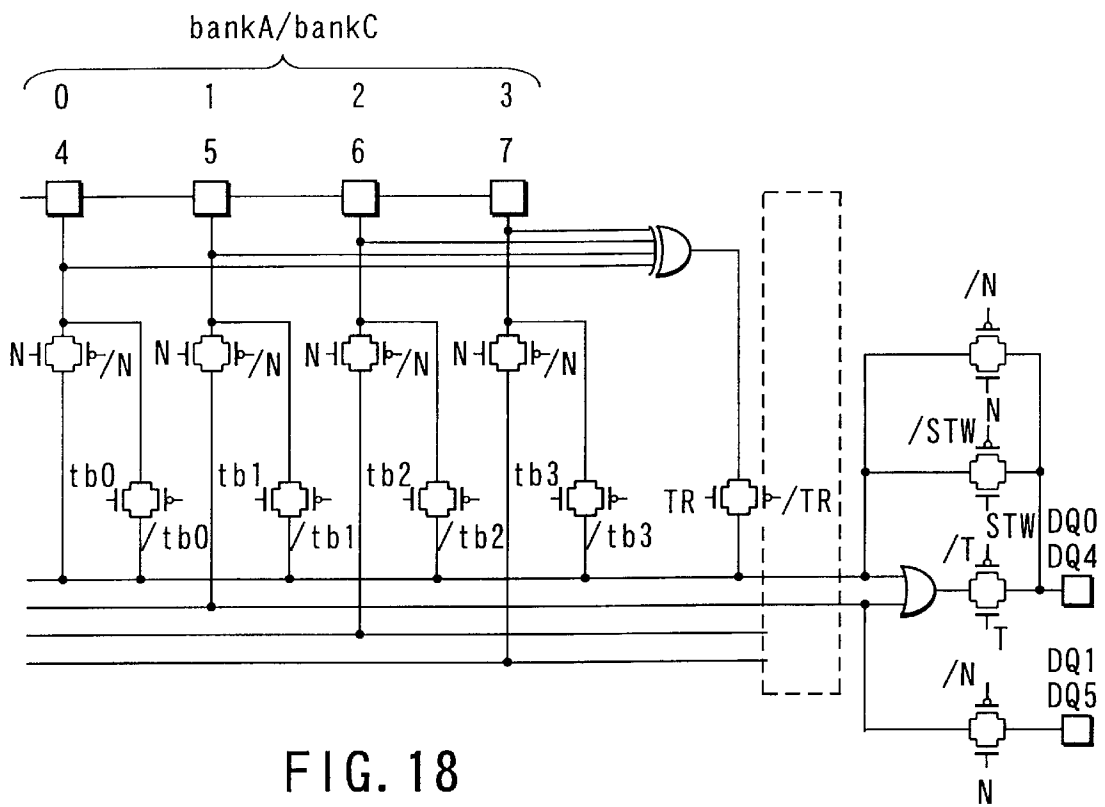 bankA/bankC
0 1 2 3
4 5 6 7
/N
N /N N /N N /N N /N
N
/STW
tb0 tb1 tb2 tb3 TR /TR
STW DQ0
/tb0 /tb1 /tb2 /tb3
/T DQ4
T
DQ1
/N DQ5
N
FIG. 18